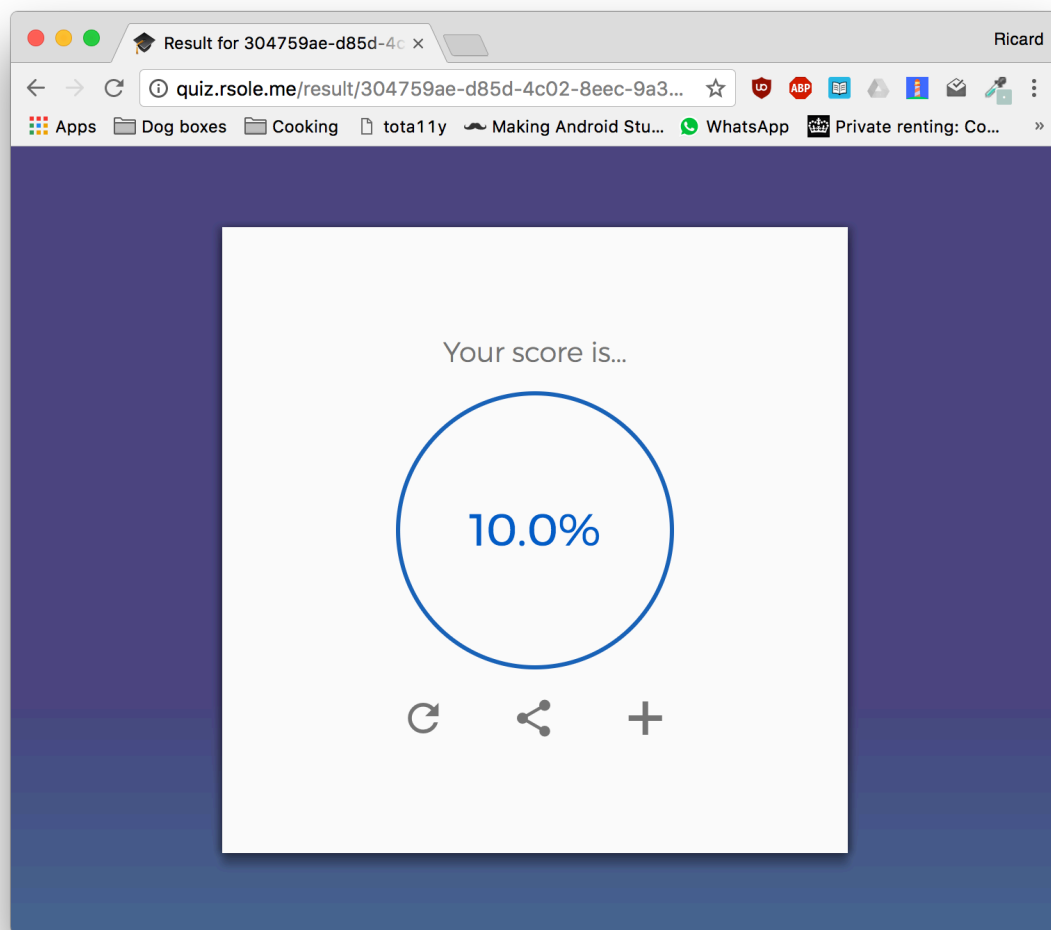 Result for 304759ae-d85d-4c
Ricard
quiz.rsole.me/result/304759ae-d85d-4c02-8eec-9a3...
ABP
Apps Dog boxes Cooking tota11y Making Android Stu... WhatsApp Private renting: Co... »
Your score is...
10.0%